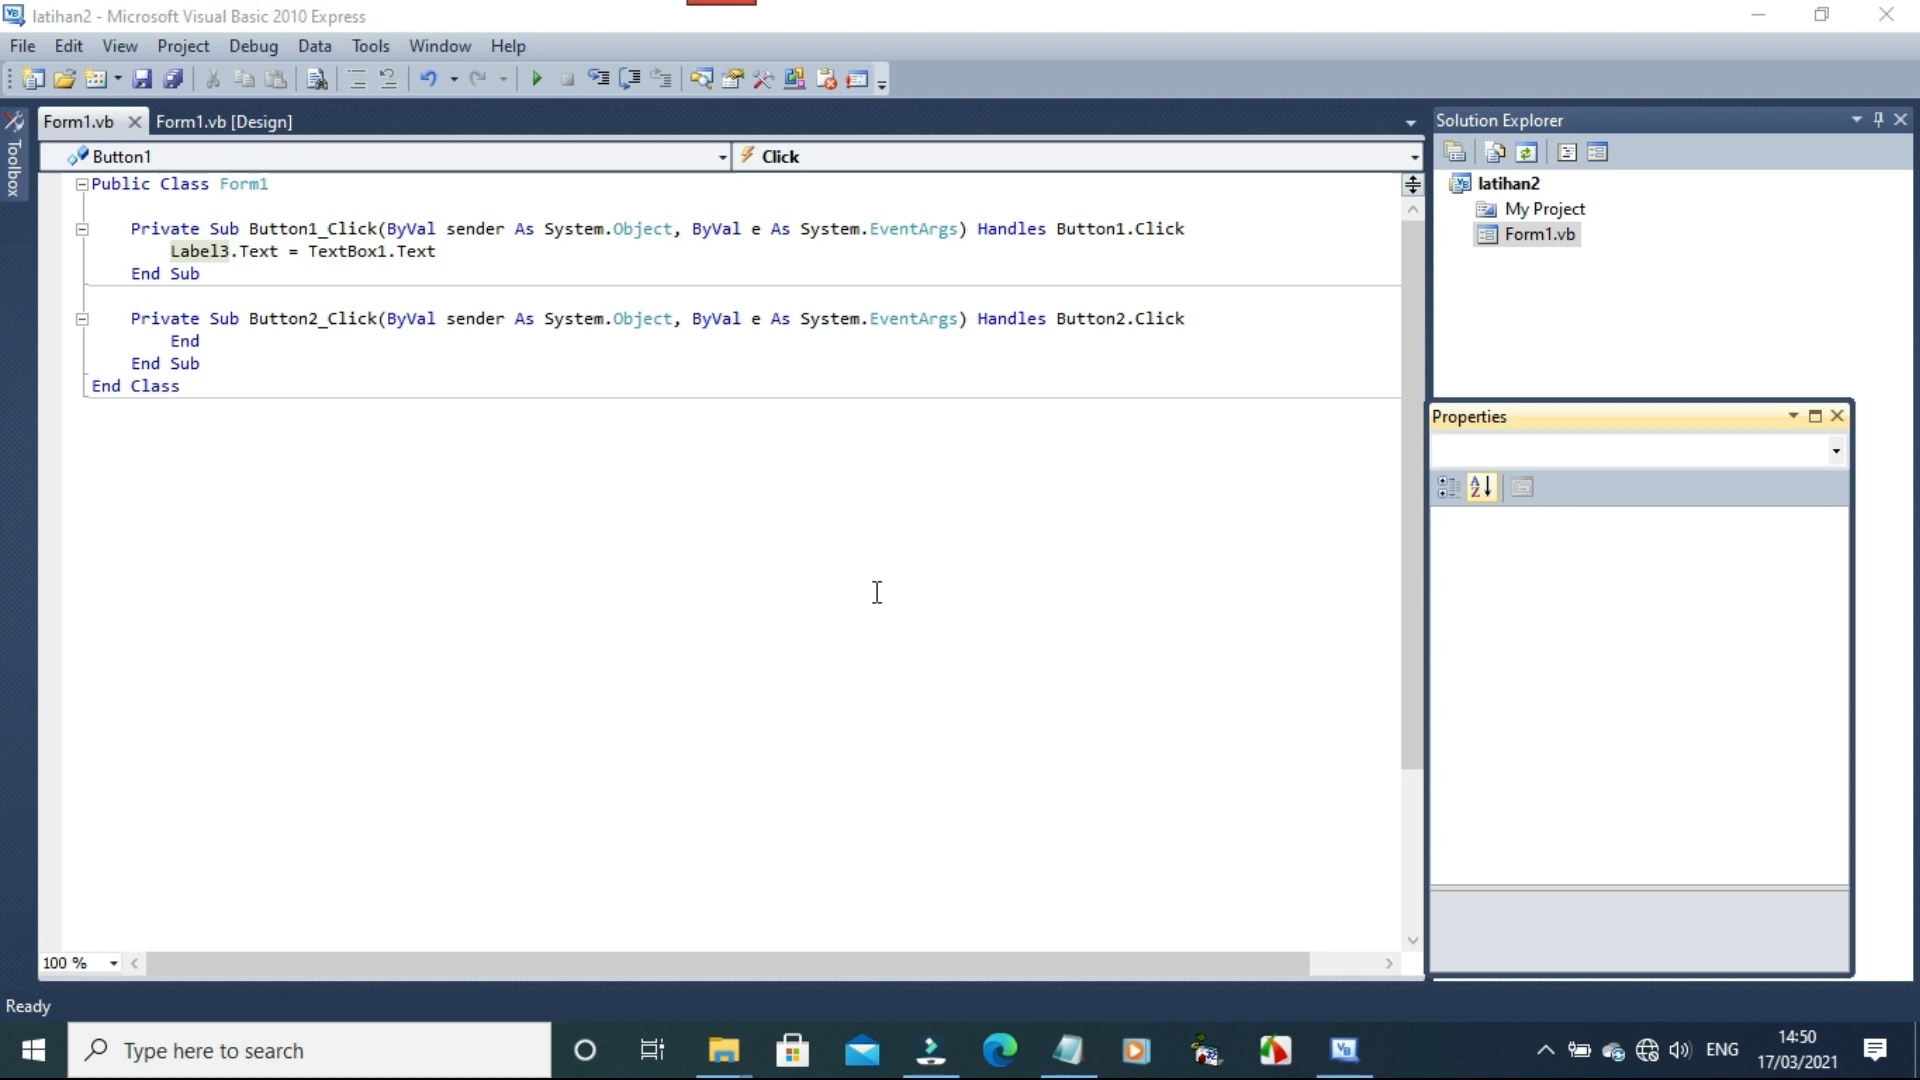 latihan2 - Microsoft Visual Basic 2010 Express
File Edit View Project Debug Data Tools Window Help
Toolbox
Form1.vb Form1.vb [Design]
Button1 Click
Public Class Form1
Private Sub Button1_Click(ByVal sender As System.Object, ByVal e As System.EventArgs) Handles Button1.Click
Label3.Text = TextBox1.Text
End Sub
Private Sub Button2_Click(ByVal sender As System.Object, ByVal e As System.EventArgs) Handles Button2.Click
End
End Sub
End Class
100 %
Solution Explorer
latihan2
My Project
Form1.vb
Properties
Ready
Type here to search
ENG
14:50
17/03/2021